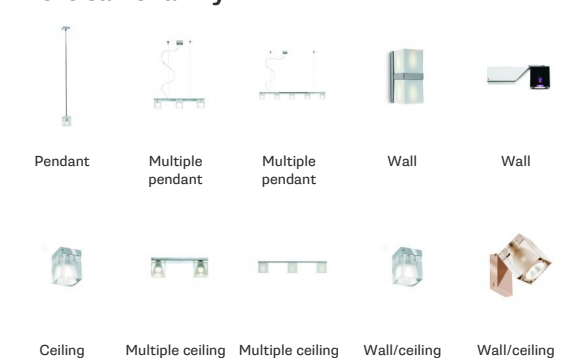 Pendant
Multiple
pendant
Multiple
pendant
Wall
Wall
Ceiling
Multiple ceiling
Multiple ceiling
Wall/ceiling
Wall/ceiling